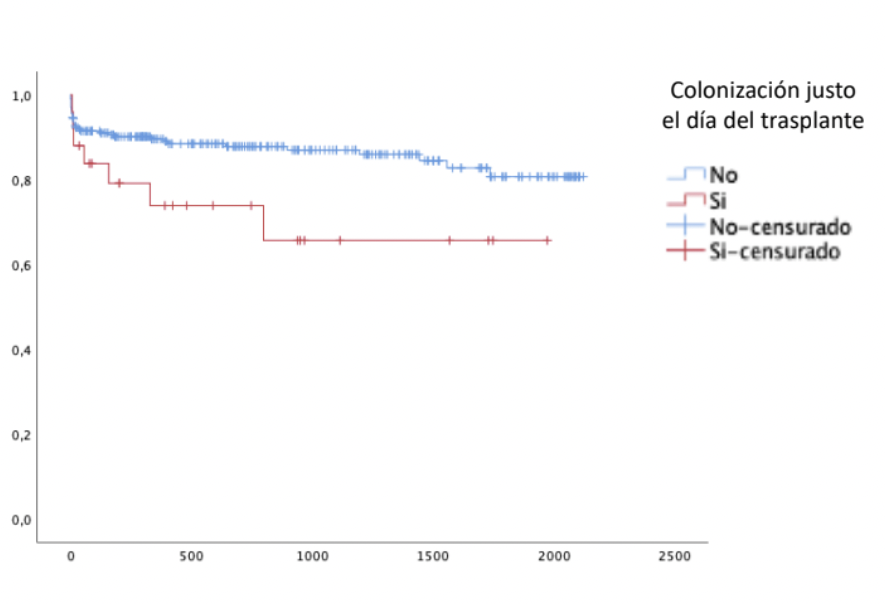 Colonización justo
el día del trasplante
No
Si
No-censurado
Si-censurado
1,0
0,8
0,6
0,4
0,2
0,0
0 500 1000 1500 2000 2500